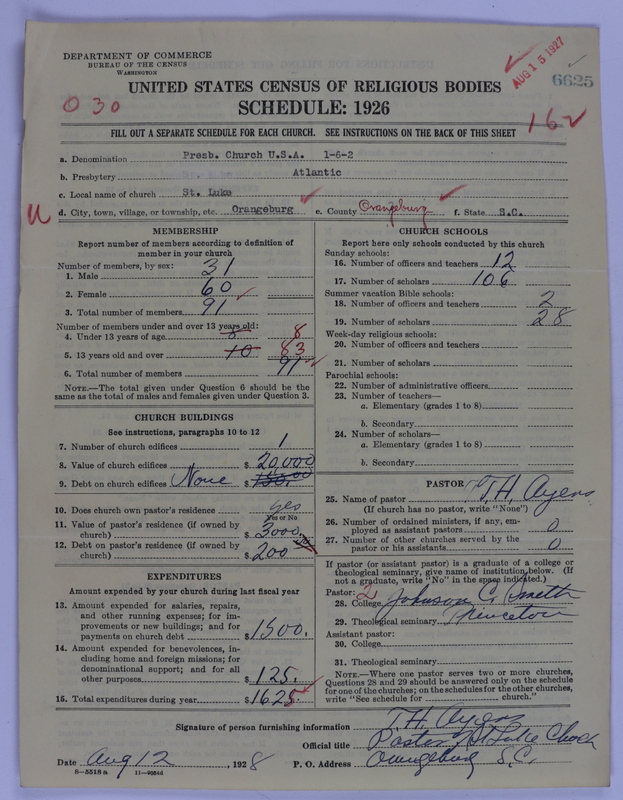 DEPARTMENT OF COMMERCE
BUREAU OF THE CENSUS
WASHINGTON
AUG 15 1927
6625
UNITED STATES CENSUS OF RELIGIOUS BODIES
030
SCHEDULE: 1926
162
FILL OUT A SEPARATE SCHEDULE FOR EACH CHURCH. SEE INSTRUCTIONS ON THE BACK OF THIS SHEET
a. Denomination Presb. Church U.S.A. 1-6-2
b. Presbytery Atlantic
c. Local name of church St. Luke
U d. City, town, village, or township, etc. Orangeburg e. County Orangeburg f. State S.C.
MEMBERSHIP
Report number of members according to definition of
member in your church
Number of members, by sex:
1. Male 31
2. Female 60
3. Total number of members 91
Number of members under and over 13 years old:
4. Under 13 years of age 8 8
5. 13 years old and over 10 83
6. Total number of members 91
NOTE.—The total given under Question 6 should be the
same as the total of males and females given under Question 3.
CHURCH BUILDINGS
See instructions, paragraphs 10 to 12
7. Number of church edifices 1
8. Value of church edifices $ 20,000
9. Debt on church edifices None $
10. Does church own pastor's residence yes
Yes or No
11. Value of pastor's residence (if owned by
church) $ 3000
12. Debt on pastor's residence (if owned by
church) $ 200
EXPENDITURES
Amount expended by your church during last fiscal year
13. Amount expended for salaries, repairs,
and other running expenses; for im-
provements or new buildings; and for
payments on church debt $ 1500.
14. Amount expended for benevolences, in-
cluding home and foreign missions; for
denominational support; and for all
other purposes $ 125.
15. Total expenditures during year $ 1625.
CHURCH SCHOOLS
Report here only schools conducted by this church
Sunday schools:
16. Number of officers and teachers 12
17. Number of scholars 106
Summer vacation Bible schools:
18. Number of officers and teachers 2
19. Number of scholars 28
Week-day religious schools:
20. Number of officers and teachers
21. Number of scholars
Parochial schools:
22. Number of administrative officers
23. Number of teachers—
a. Elementary (grades 1 to 8)
b. Secondary
24. Number of scholars—
a. Elementary (grades 1 to 8)
b. Secondary
PASTOR
25. Name of pastor T. H. Ayers
(If church has no pastor, write "None")
26. Number of ordained ministers, if any, em-
ployed as assistant pastors 0
27. Number of other churches served by the
pastor or his assistants 0
If pastor (or assistant pastor) is a graduate of a college or
theological seminary, give name of institution below. (If
not a graduate, write "No" in the space indicated.)
Pastor: 2
28. College Johnson C. Smith
29. Theological seminary Princeton
Assistant pastor:
30. College
31. Theological seminary
NOTE.—Where one pastor serves two or more churches,
Questions 28 and 29 should be answered only on the schedule
for one of the churches; on the schedules for the other churches,
write "See schedule for church."
Signature of person furnishing information T. H. Ayers
Official title Pastor St Luke Church
Date Aug 12, 1928 P. O. Address Orangeburg S.C.
8-5518a